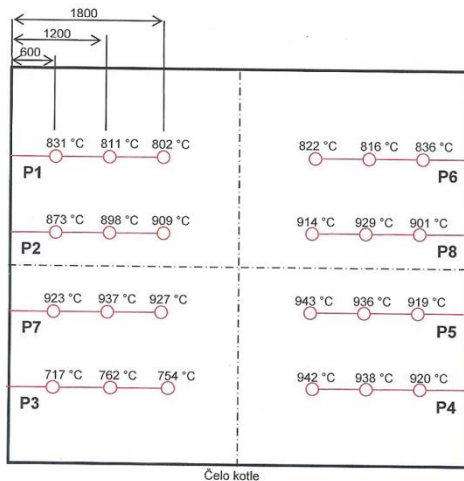 1800
1200
600
831 °C 811 °C 802 °C
822 °C 816 °C 836 °C
P1
P6
873 °C 898 °C 909 °C
914 °C 929 °C 901 °C
P2
P8
923 °C 937 °C 927 °C
943 °C 936 °C 919 °C
P7
P5
717 °C 762 °C 754 °C
942 °C 938 °C 920 °C
P3
P4
Čelo kotle